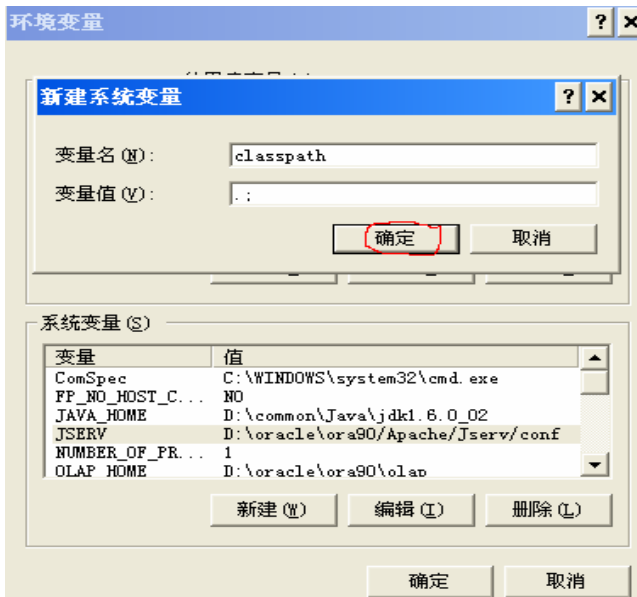 环境变量
新建系统变量
变量名(N):
classpath
变量值(V):
.;
确定
取消
系统变量(S)
变量
值
ComSpec
C:\WINDOWS\system32\cmd.exe
FP_NO_HOST_C...
NO
JAVA_HOME
D:\common\Java\jdk1.6.0_02
JSERV
D:\oracle\ora90/Apache/Jserv/conf
NUMBER_OF_PR...
1
OLAP_HOME
D:\oracle\ora90\olap
新建(W)
编辑(I)
删除(L)
确定
取消